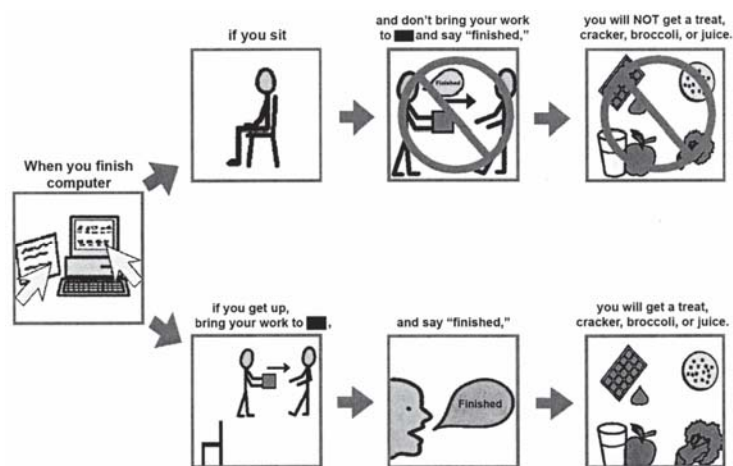 if you sit
and don't bring your work
to and say "finished,"
you will NOT get a treat,
cracker, broccoli, or juice.
Finished
When you finish
computer
if you get up,
bring your work to ,
and say "finished,"
you will get a treat,
cracker, broccoli, or juice.
Finished